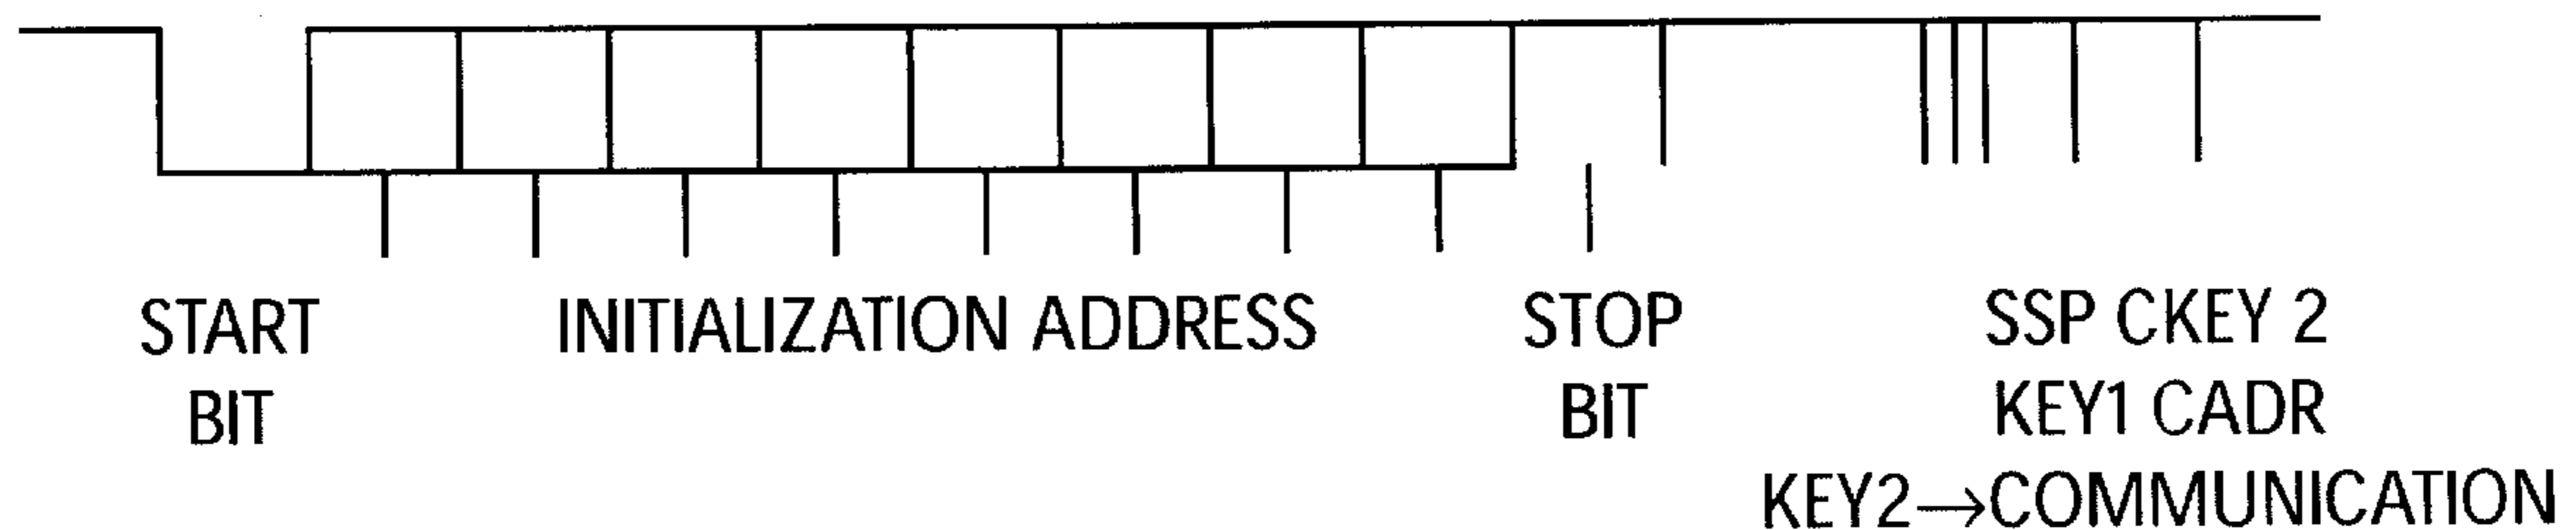 START BIT
INITIALIZATION ADDRESS
STOP BIT
SSP CKEY 2
KEY1 CADR
KEY2→COMMUNICATION